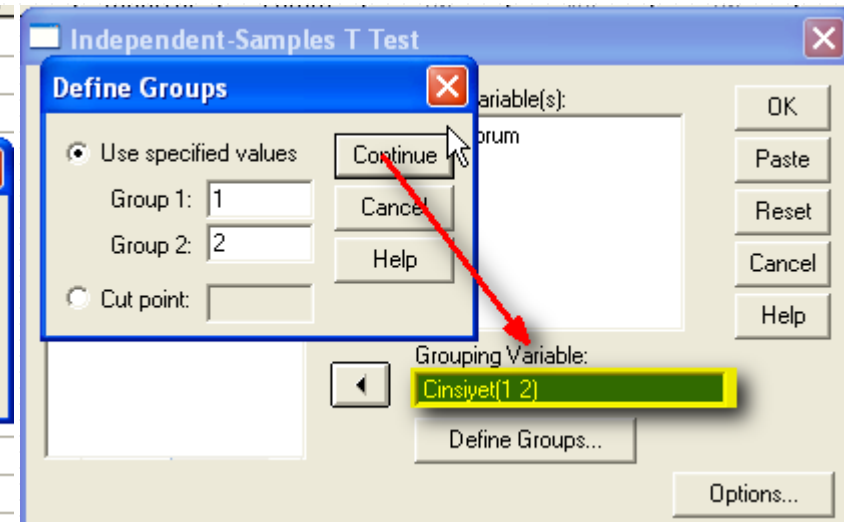 Independent-Samples T Test
Define Groups
ariable(s):
orum
Use specified values
Group 1: 1
Group 2: 2
Cut point:
Continue
Cancel
Help
OK
Paste
Reset
Cancel
Help
Grouping Variable:
Cinsiyet(1 2)
Define Groups...
Options...